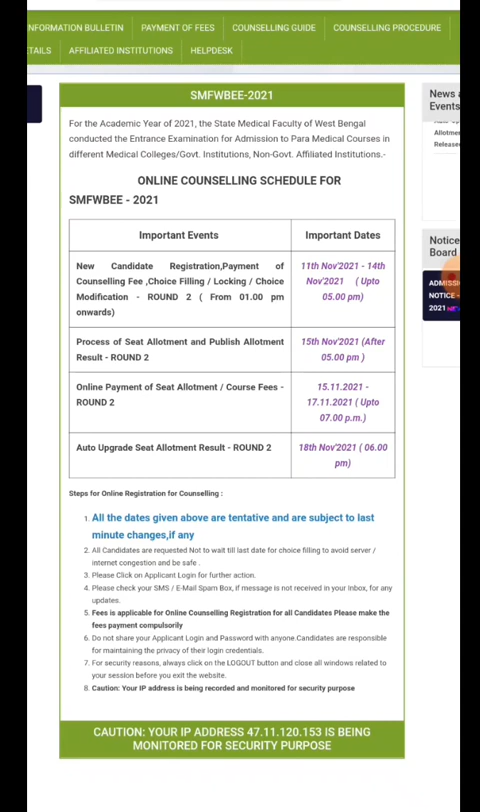 NFORMATION BULLETIN PAYMENT OF FEES COUNSELLING GUIDE COUNSELLING PROCEDURE
TAILS AFFILIATED INSTITUTIONS HELPDESK
SMFWBEE-2021
For the Academic Year of 2021, the State Medical Faculty of West Bengal
conducted the Entrance Examination for Admission to Para Medical Courses in
different Medical Colleges/Govt. Institutions, Non-Govt. Affiliated Institutions.-
ONLINE COUNSELLING SCHEDULE FOR
SMFWBEE - 2021
Important Events Important Dates
New Candidate Registration,Payment of
Counselling Fee ,Choice Filling / Locking / Choice
Modification - ROUND 2 ( From 01.00 pm
onwards)
11th Nov'2021 - 14th
Nov'2021 ( Upto
05.00 pm)
Process of Seat Allotment and Publish Allotment
Result - ROUND 2
15th Nov'2021 (After
05.00 pm )
Online Payment of Seat Allotment / Course Fees -
ROUND 2
15.11.2021 -
17.11.2021 ( Upto
07.00 p.m.)
Auto Upgrade Seat Allotment Result - ROUND 2
18th Nov'2021 ( 06.00
pm)
Steps for Online Registration for Counselling :
1. All the dates given above are tentative and are subject to last
minute changes,if any
2. All Candidates are requested Not to wait till last date for choice filling to avoid server /
internet congestion and be safe .
3. Please Click on Applicant Login for further action.
4. Please check your SMS / E-Mail Spam Box, if message is not received in your Inbox, for any
updates.
5. Fees is applicable for Online Counselling Registration for all Candidates Please make the
fees payment compulsorily
6. Do not share your Applicant Login and Password with anyone.Candidates are responsible
for maintaining the privacy of their login credentials.
7. For security reasons, always click on the LOGOUT button and close all windows related to
your session before you exit the website.
8. Caution: Your IP address is being recorded and monitored for security purpose
CAUTION: YOUR IP ADDRESS 47.11.120.153 IS BEING
MONITORED FOR SECURITY PURPOSE
News a
Events
Allotmer
Released
Notice
Board
ADMISSI
NOTICE -
2021